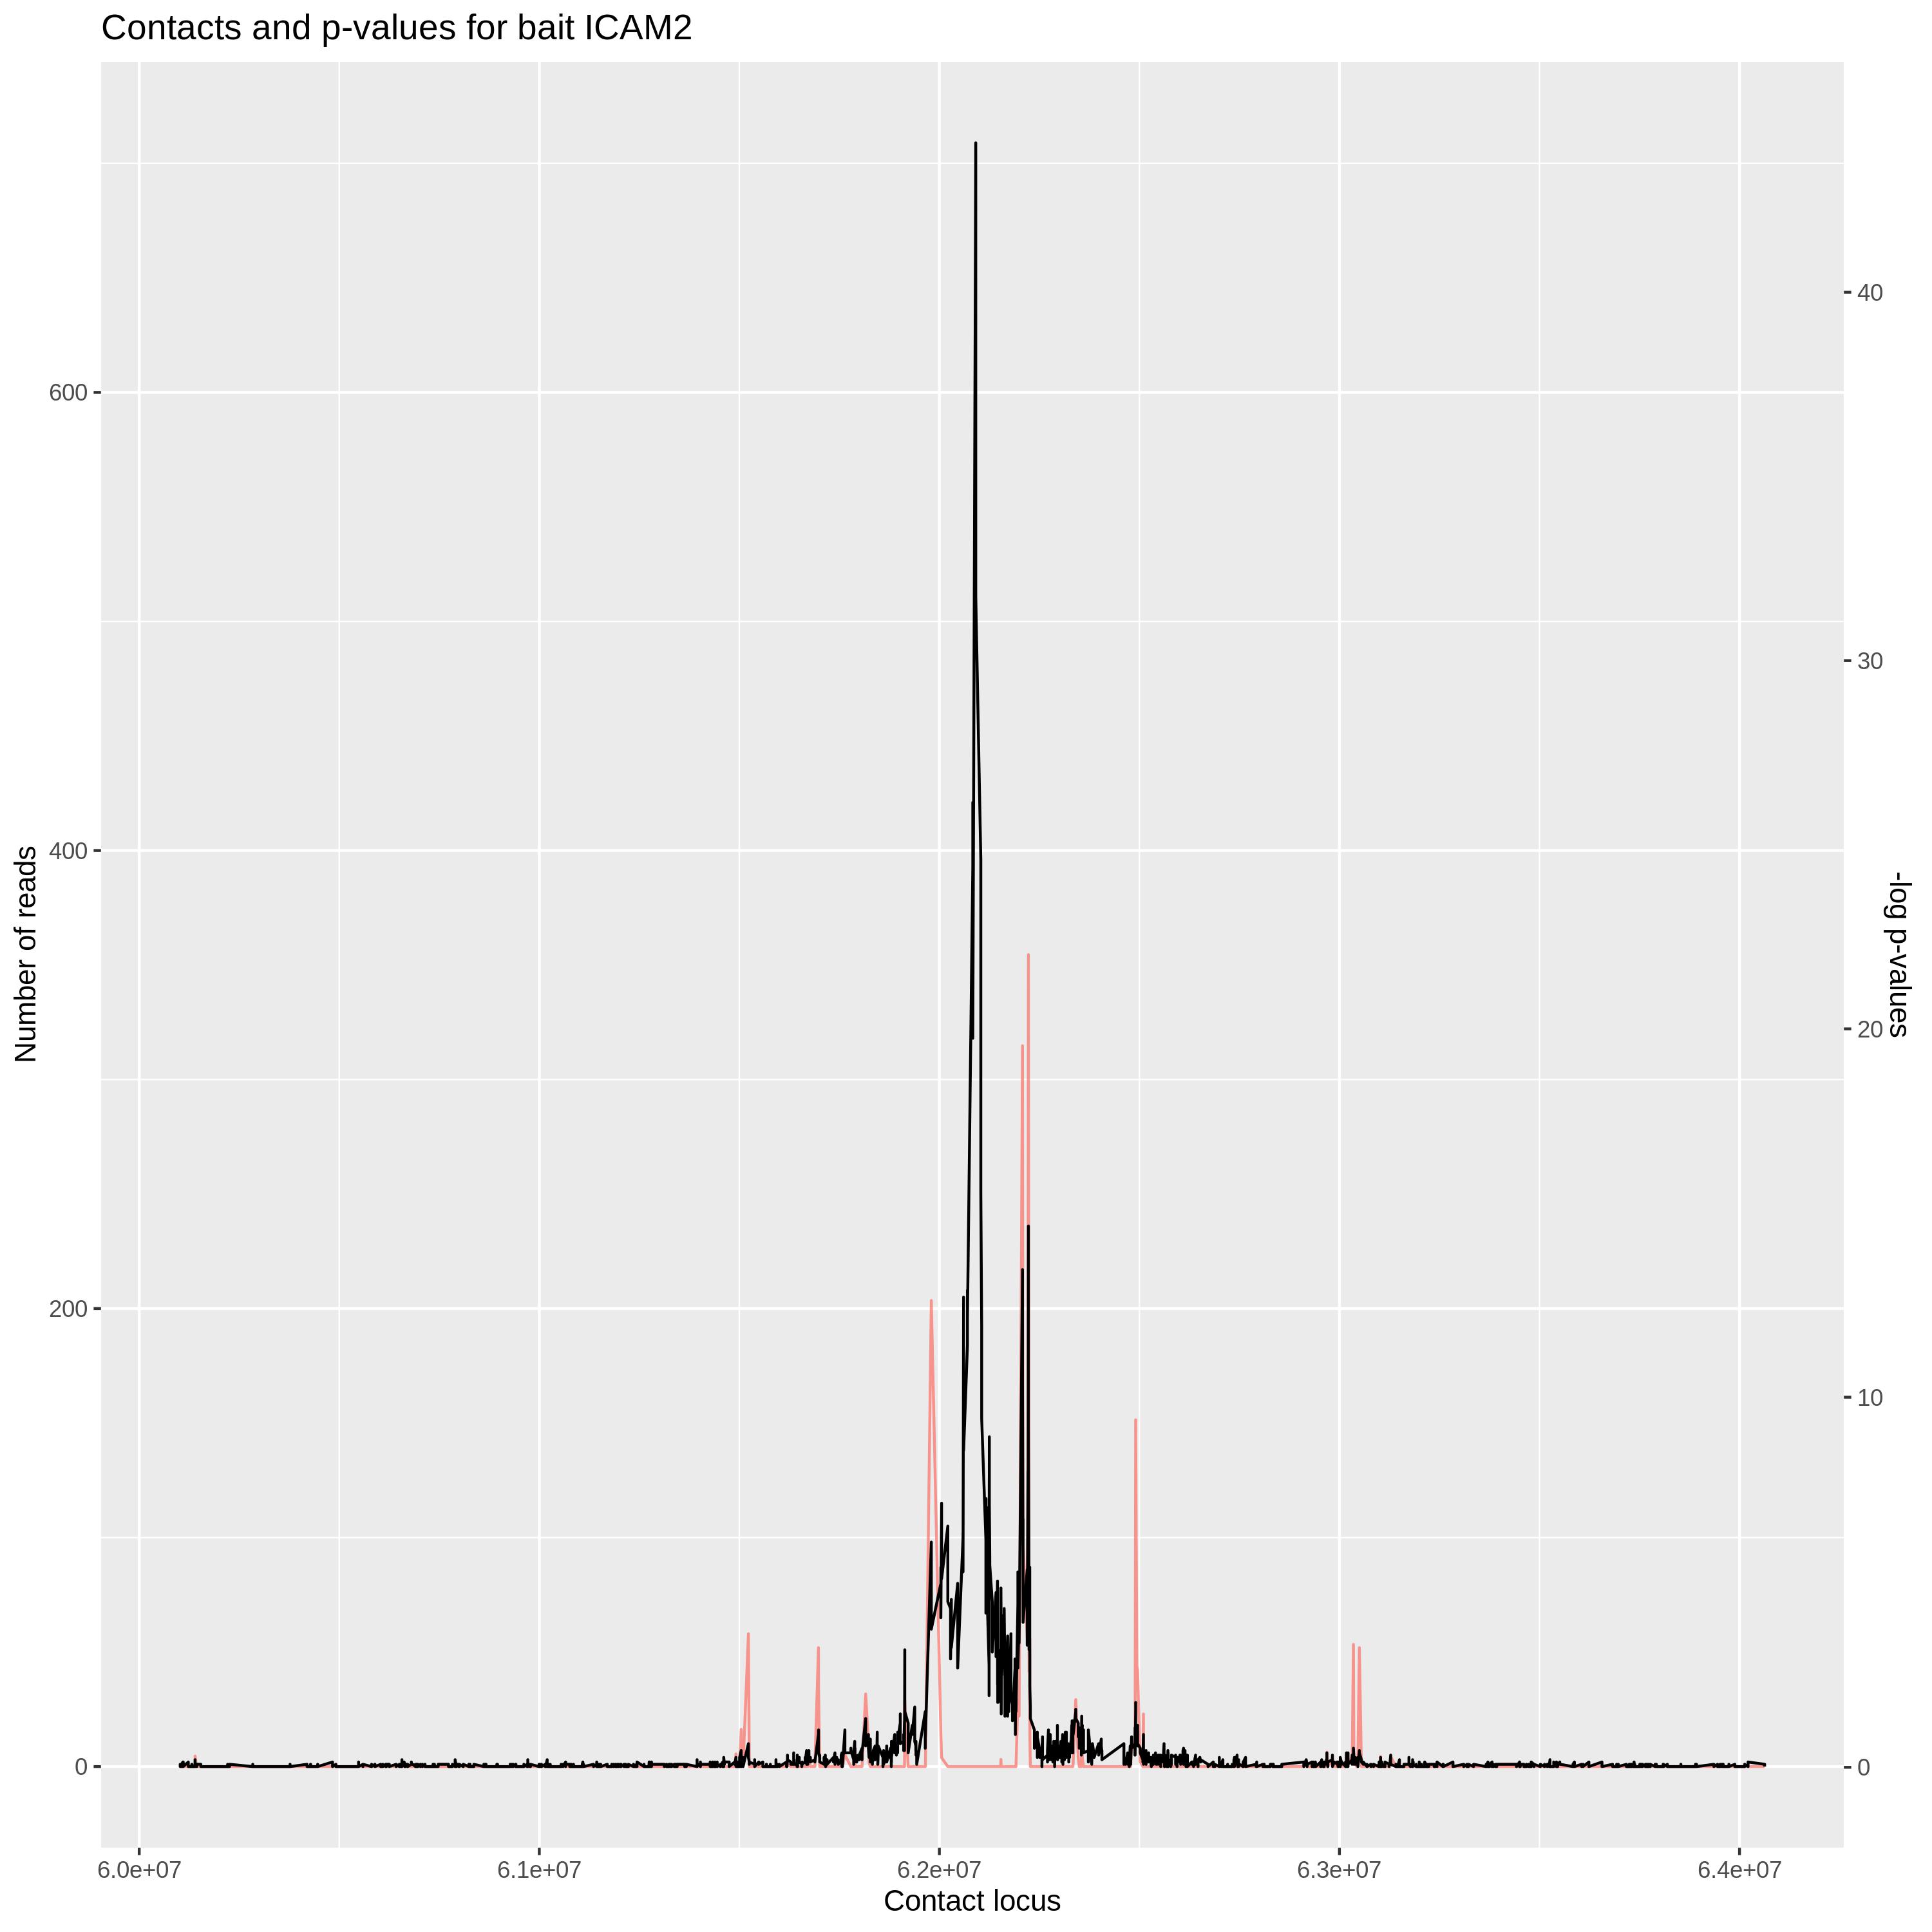 Contacts and p-values for bait ICAM2
Number of reads
600
400
200
0
40
30
20
10
0
-log p-values
6.0e+07
6.1e+07
6.2e+07
6.3e+07
6.4e+07
Contact locus